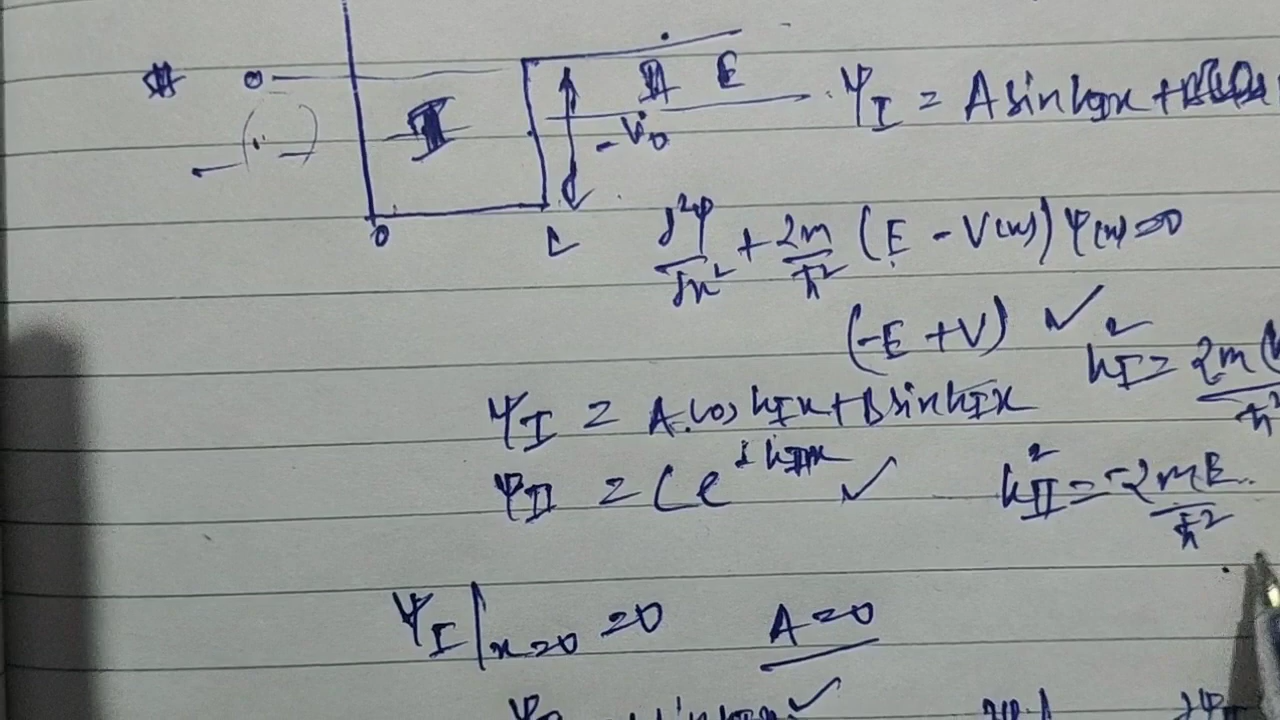 0 I II E ψ_I = A sin k_I x +
-V₀
0 L d²ψ/dx² + 2m/ħ² (E - V(x)) ψ(x) = 0
(-E + V) ✓
k_I² = 2m(
/ħ²
ψ_I = A cos k_I x + B sin k_I x
ψ_II = C e ✓ k_II² = -2mE/ħ²
ψ_I|x=0 = 0 A = 0